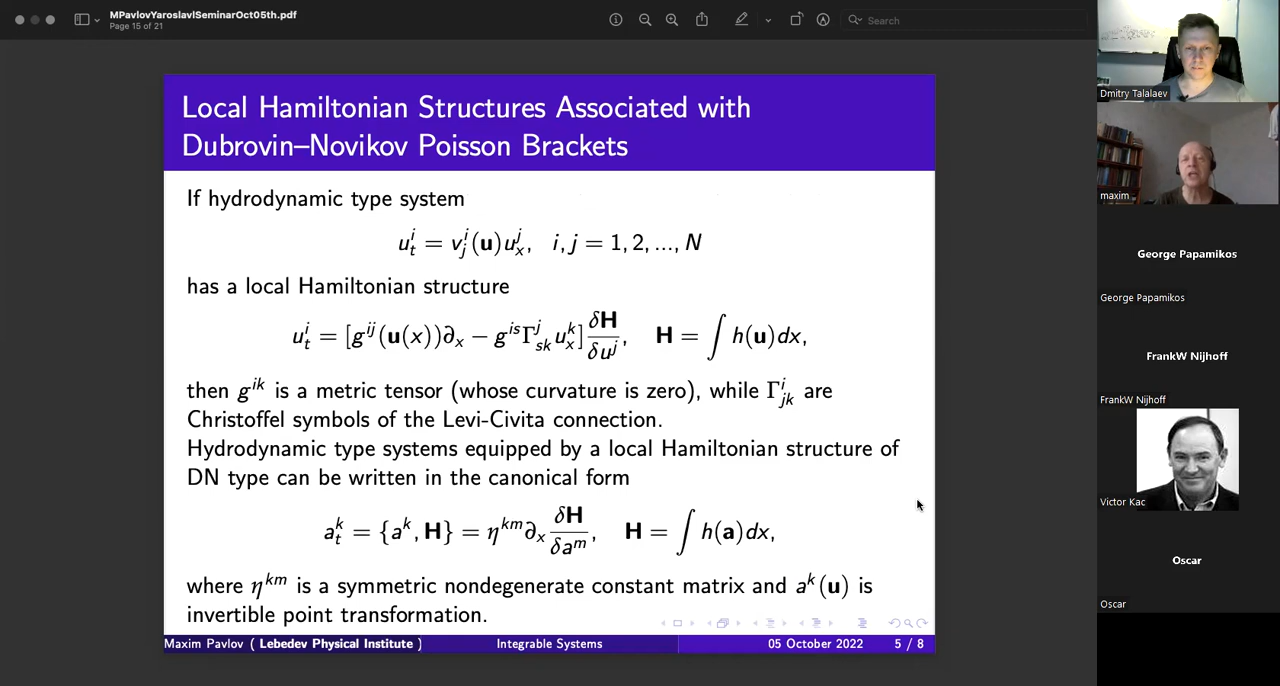 MPavlovYaroslavlSeminarOct05th.pdf
Page 15 of 21
Search
Local Hamiltonian Structures Associated with
Dubrovin–Novikov Poisson Brackets
If hydrodynamic type system
u^i_t = v^i_j(u)u^j_x, i, j = 1, 2, ..., N
has a local Hamiltonian structure
u^i_t = [g^{ij}(u(x))∂_x − g^{is}Γ^j_{sk}u^k_x] δH/δu^j, H = ∫ h(u)dx,
then g^{ik} is a metric tensor (whose curvature is zero), while Γ^i_{jk} are
Christoffel symbols of the Levi-Civita connection.
Hydrodynamic type systems equipped by a local Hamiltonian structure of
DN type can be written in the canonical form
a^k_t = {a^k, H} = η^{km}∂_x δH/δa^m, H = ∫ h(a)dx,
where η^{km} is a symmetric nondegenerate constant matrix and a^k(u) is
invertible point transformation.
Maxim Pavlov ( Lebedev Physical Institute ) Integrable Systems 05 October 2022 5 / 8
Dmitry Talalaev
maxim
George Papamikos
George Papamikos
FrankW Nijhoff
FrankW Nijhoff
Victor Kac
Oscar
Oscar